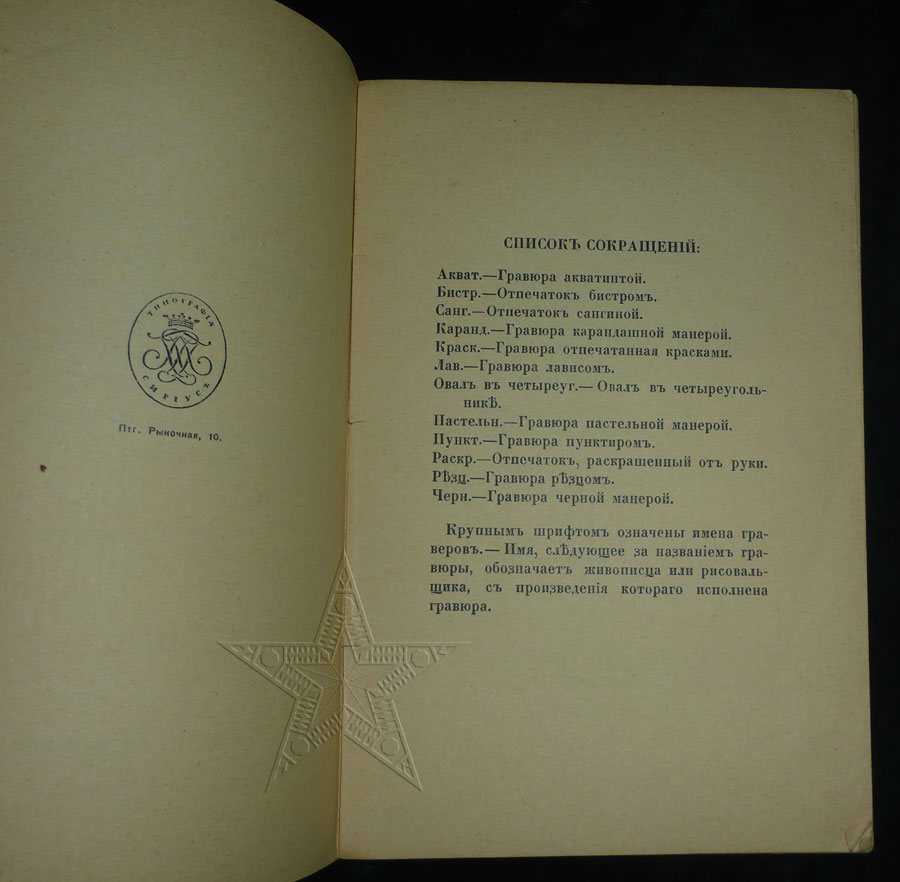 ТИПОГРАФІЯ
СИРІУСЪ
Птг. Рыночная, 10.
СПИСОКЪ СОКРАЩЕНІЙ:
Акват.—Гравюра акватинтой.
Бистр.—Отпечатокъ бистромъ.
Санг.—Отпечатокъ сангиной.
Каранд.—Гравюра карандашной манерой.
Краск.—Гравюра отпечатанная красками.
Лав.—Гравюра лависомъ.
Овалъ въ четыреуг.—Овалъ въ четыреуголь-
никѣ.
Пастельн.—Гравюра пастельной манерой.
Пункт.—Гравюра пунктиромъ.
Раскр.—Отпечатокъ, раскрашенный отъ руки.
Рѣзц.—Гравюра рѣзцомъ.
Черн.—Гравюра черной манерой.
Крупнымъ шрифтомъ означены имена гра-
веровъ.—Имя, слѣдующее за названіемъ гра-
вюры, обозначаетъ живописца или рисоваль-
щика, съ произведенія котораго исполнена
гравюра.